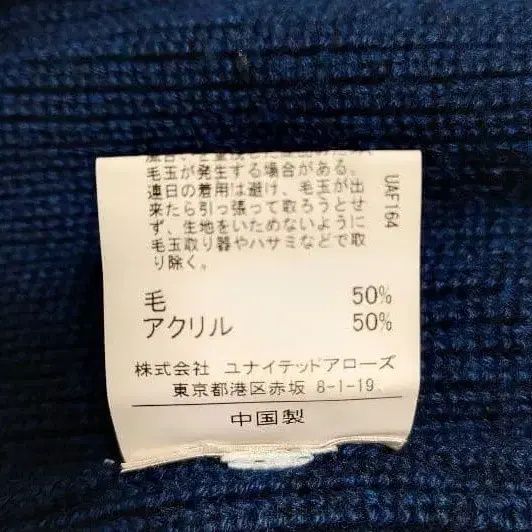 毛玉が発生する場合がある。
連日の着用は避け、毛玉が出
来たら引っ張って取ろうとせ
ず、生地をいためないように
毛玉取り器やハサミなどで取
り除く。
毛 50%
アクリル 50%
株式会社 ユナイテッドアローズ
東京都港区赤坂 8-1-19
中国製
UAF164